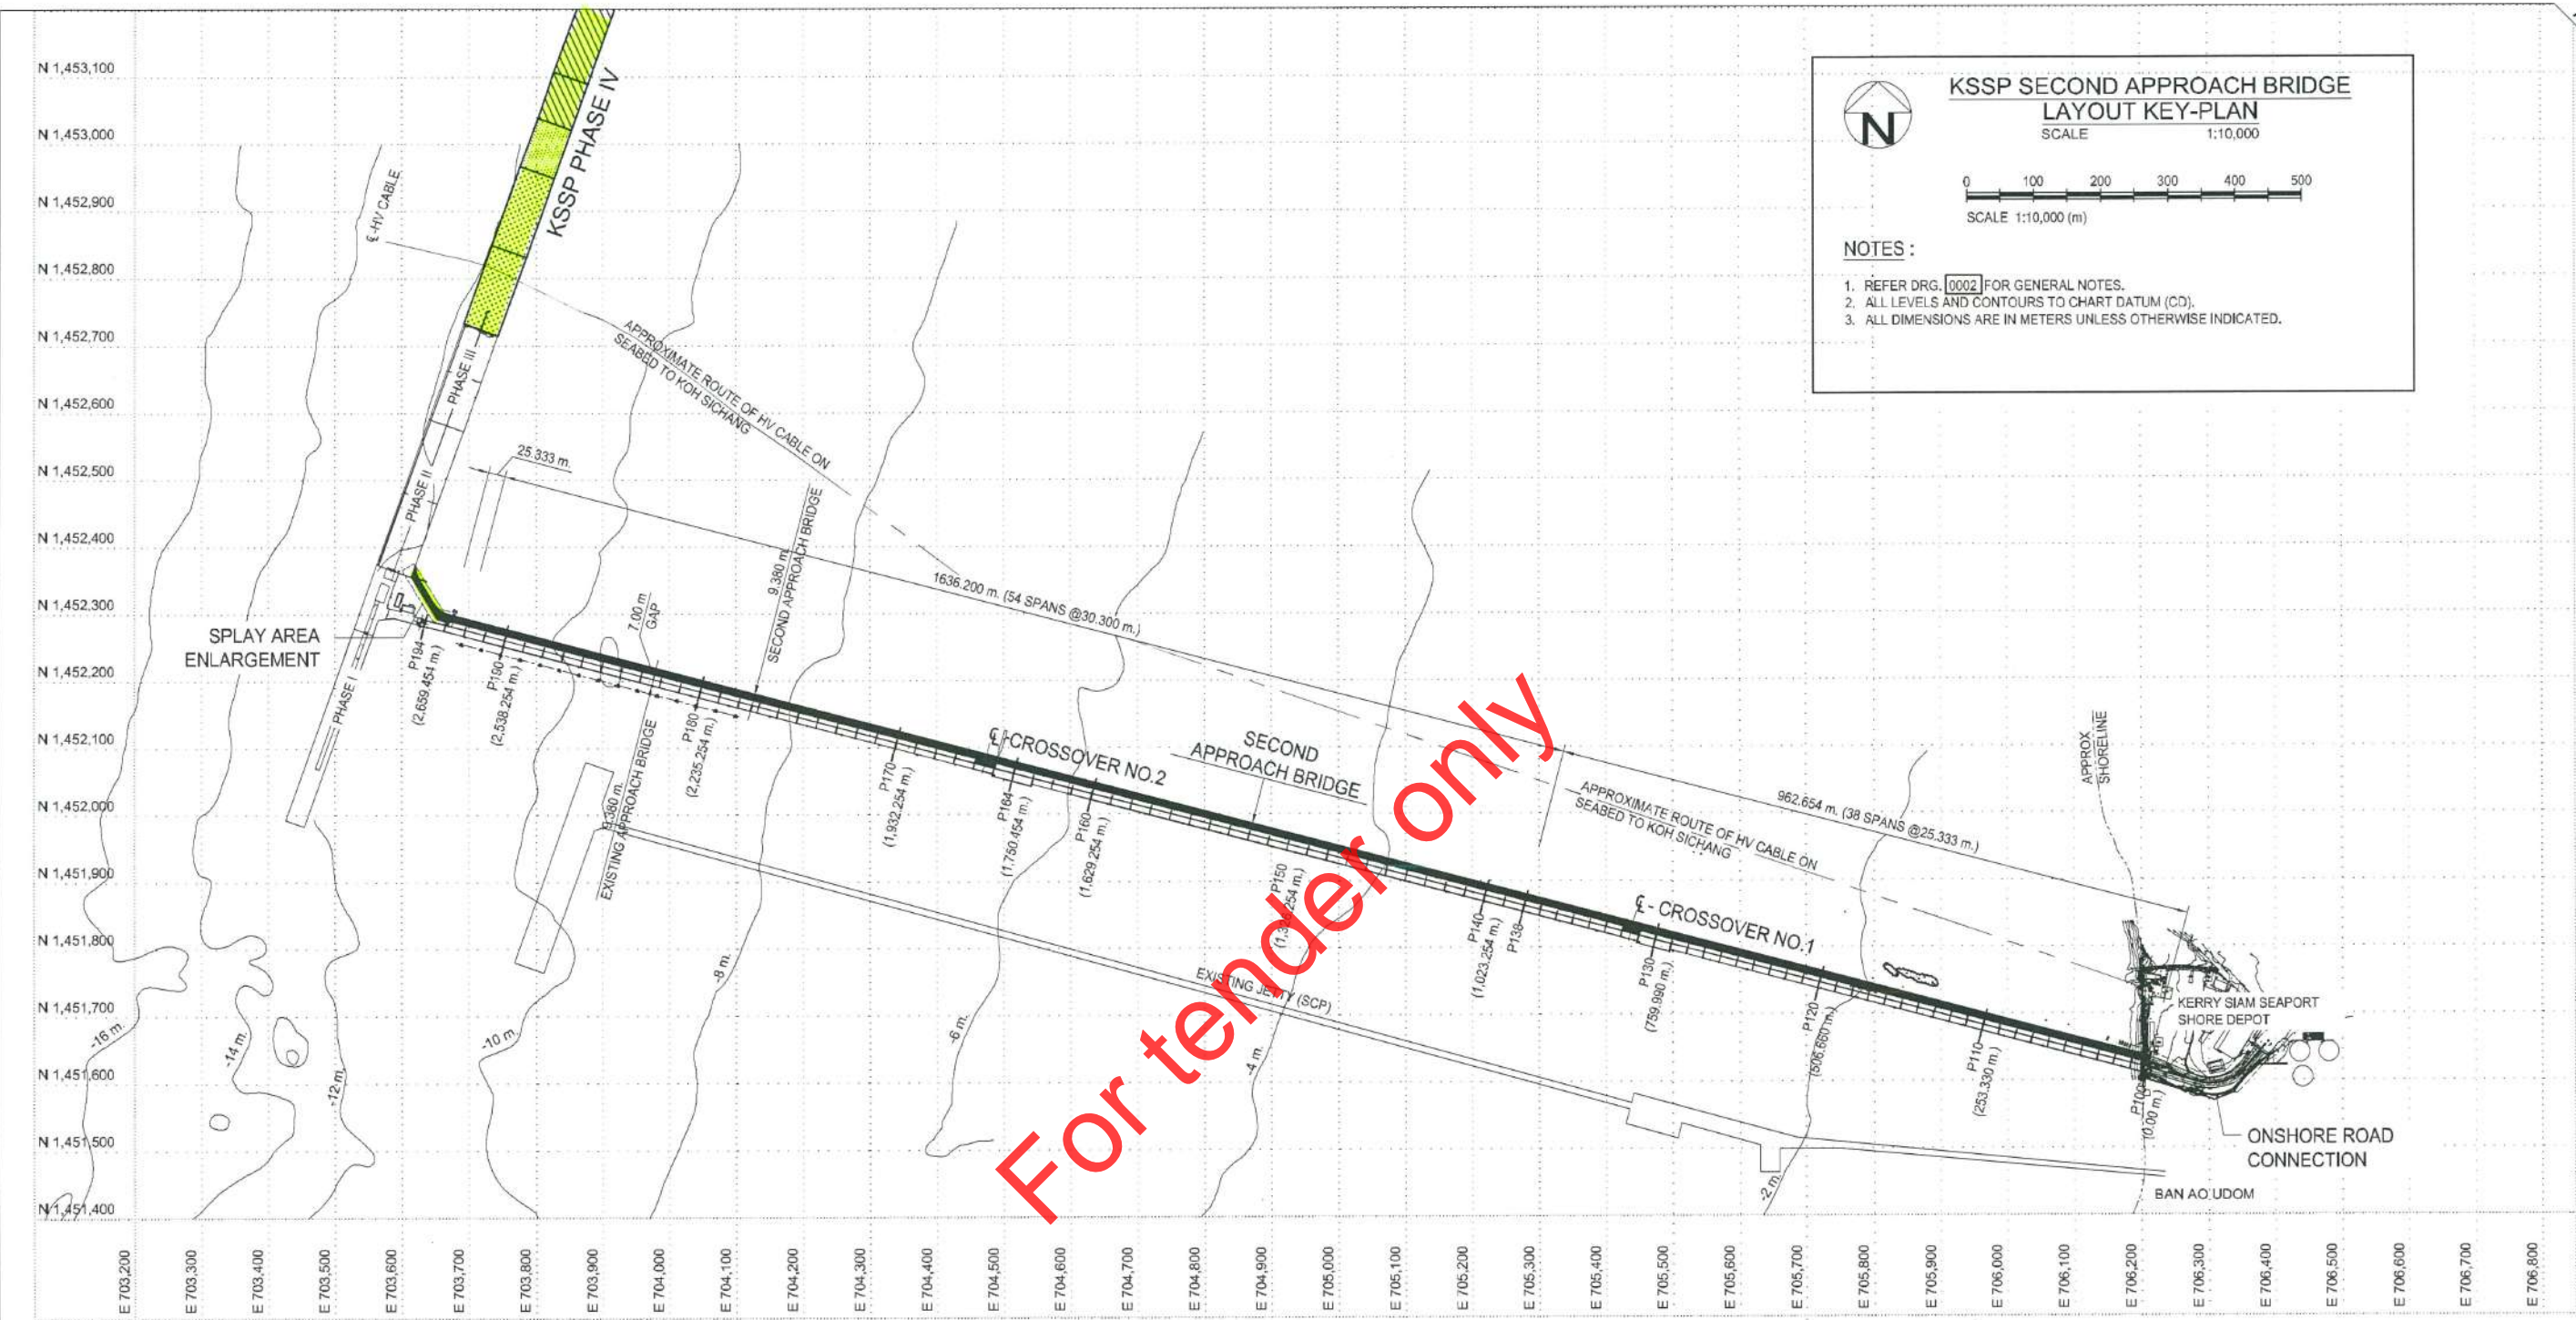 KSSP SECOND APPROACH BRIDGE
LAYOUT KEY-PLAN
SCALE 1:10,000
N
0 100 200 300 400 500
SCALE 1:10,000 (m)
NOTES :
1. REFER DRG. 0002 FOR GENERAL NOTES.
2. ALL LEVELS AND CONTOURS TO CHART DATUM (CD).
3. ALL DIMENSIONS ARE IN METERS UNLESS OTHERWISE INDICATED.
N 1,453,100
N 1,453,000
N 1,452,900
N 1,452,800
N 1,452,700
N 1,452,600
N 1,452,500
N 1,452,400
N 1,452,300
N 1,452,200
N 1,452,100
N 1,452,000
N 1,451,900
N 1,451,800
N 1,451,700
N 1,451,600
N 1,451,500
N 1,451,400
KSSP PHASE IV
℄-HV CABLE
PHASE III
PHASE II
PHASE I
APPROXIMATE ROUTE OF HV CABLE ON
SEABED TO KOH SICHANG
25.333 m.
9.380 m.
SECOND APPROACH BRIDGE
1636.200 m. (54 SPANS @30.300 m.)
7.00 m
GAP
SPLAY AREA
ENLARGEMENT
P194
(2,659.454 m.)
P190
(2,538.254 m.)
P180
(2,235.254 m.)
9.380 m.
EXISTING APPROACH BRIDGE
P170
(1,932.254 m.)
℄-CROSSOVER NO.2
P164
(1,750.454 m.)
P160
(1,629.254 m.)
SECOND
APPROACH BRIDGE
P150
(1,326.254 m.)
APPROXIMATE ROUTE OF HV CABLE ON
SEABED TO KOH SICHANG
962.654 m. (38 SPANS @25.333 m.)
APPROX
SHORELINE
P140
(1,023.254 m.)
P138
℄ - CROSSOVER NO.1
P130
(759.990 m.)
P120
(506.660 m.)
P110
(253.330 m.)
P100
(0.00 m.)
EXISTING JETTY (SCP)
KERRY SIAM SEAPORT
SHORE DEPOT
ONSHORE ROAD
CONNECTION
BAN AO UDOM
-16 m.
-14 m.
-12 m.
-10 m.
-8 m.
-6 m.
-4 m.
-2 m.
For tender only
E 703,200
E 703,300
E 703,400
E 703,500
E 703,600
E 703,700
E 703,800
E 703,900
E 704,000
E 704,100
E 704,200
E 704,300
E 704,400
E 704,500
E 704,600
E 704,700
E 704,800
E 704,900
E 705,000
E 705,100
E 705,200
E 705,300
E 705,400
E 705,500
E 705,600
E 705,700
E 705,800
E 705,900
E 706,000
E 706,100
E 706,200
E 706,300
E 706,400
E 706,500
E 706,600
E 706,700
E 706,800